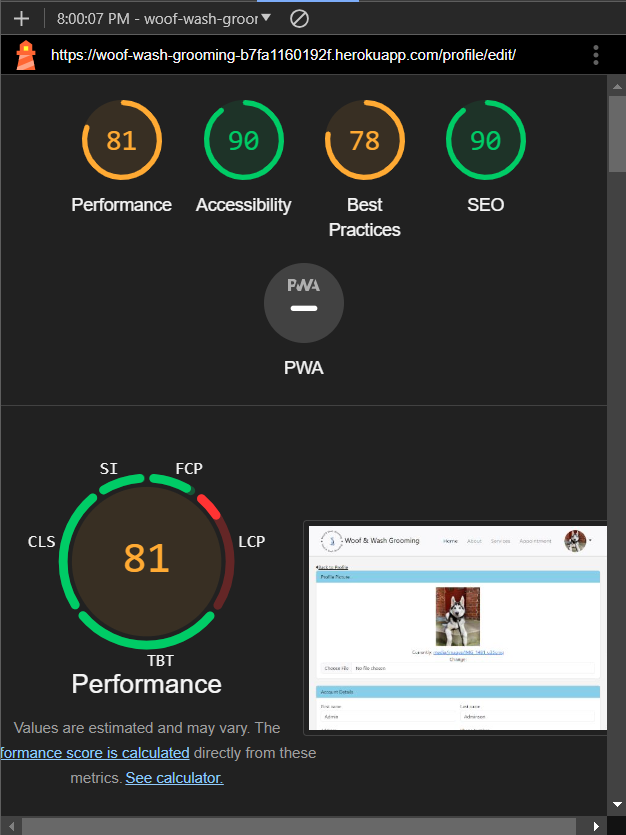 8:00:07 PM - woof-wash-groor
https://woof-wash-grooming-b7fa1160192f.herokuapp.com/profile/edit/
81
90
78
90
Performance
Accessibility
Best
Practices
SEO
PWA
PWA
SI
FCP
CLS
LCP
81
TBT
Performance
Values are estimated and may vary. The
formance score is calculated directly from these
metrics. See calculator.
Woof & Wash Grooming
Home
About
Services
Appointment
Back to Profile
Profile Picture
Currently:
Change:
Choose File No file chosen
Account Details
First name
Last name
Admin